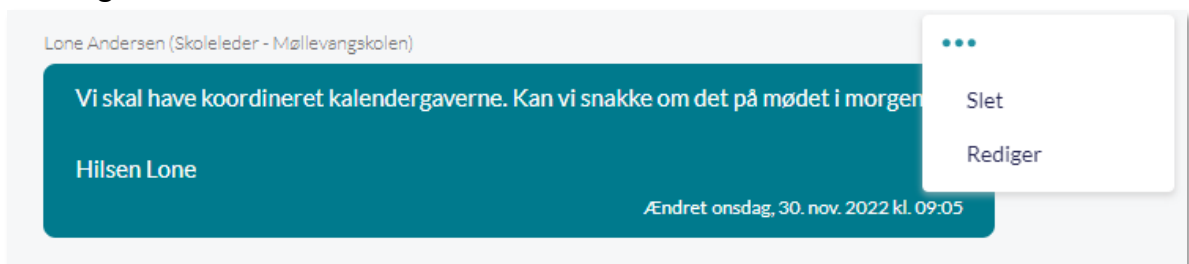 Lone Andersen (Skoleleder - Møllevangskolen)
Vi skal have koordineret kalendergaverne. Kan vi snakke om det på mødet i morgen
Hilsen Lone
Ændret onsdag, 30. nov. 2022 kl. 09:05
Slet
Rediger